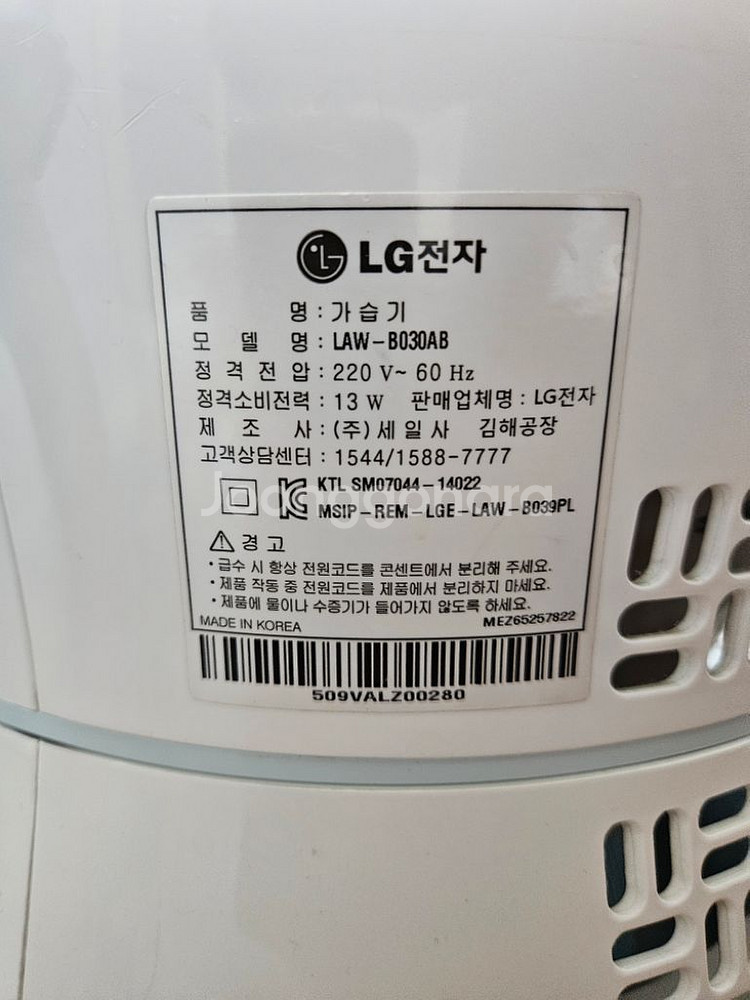 LG전자
품 명 : 가습기
모 델 명 : LAW-B030AB
정 격 전 압 : 220 V~ 60 Hz
정격소비전력 : 13 W 판매업체명 : LG전자
제 조 사 : (주)세일사 김해공장
고객상담센터 : 1544/1588-7777
KTL SM07044-14022
MSIP-REM-LGE-LAW-B039PL
Joonggonara
⚠ 경 고
• 급수 시 항상 전원코드를 콘센트에서 분리해 주세요.
• 제품 작동 중 전원코드를 제품에서 분리하지 마세요.
• 제품에 물이나 수증기가 들어가지 않도록 하세요.
MADE IN KOREA MEZ65257822
509VALZ00280